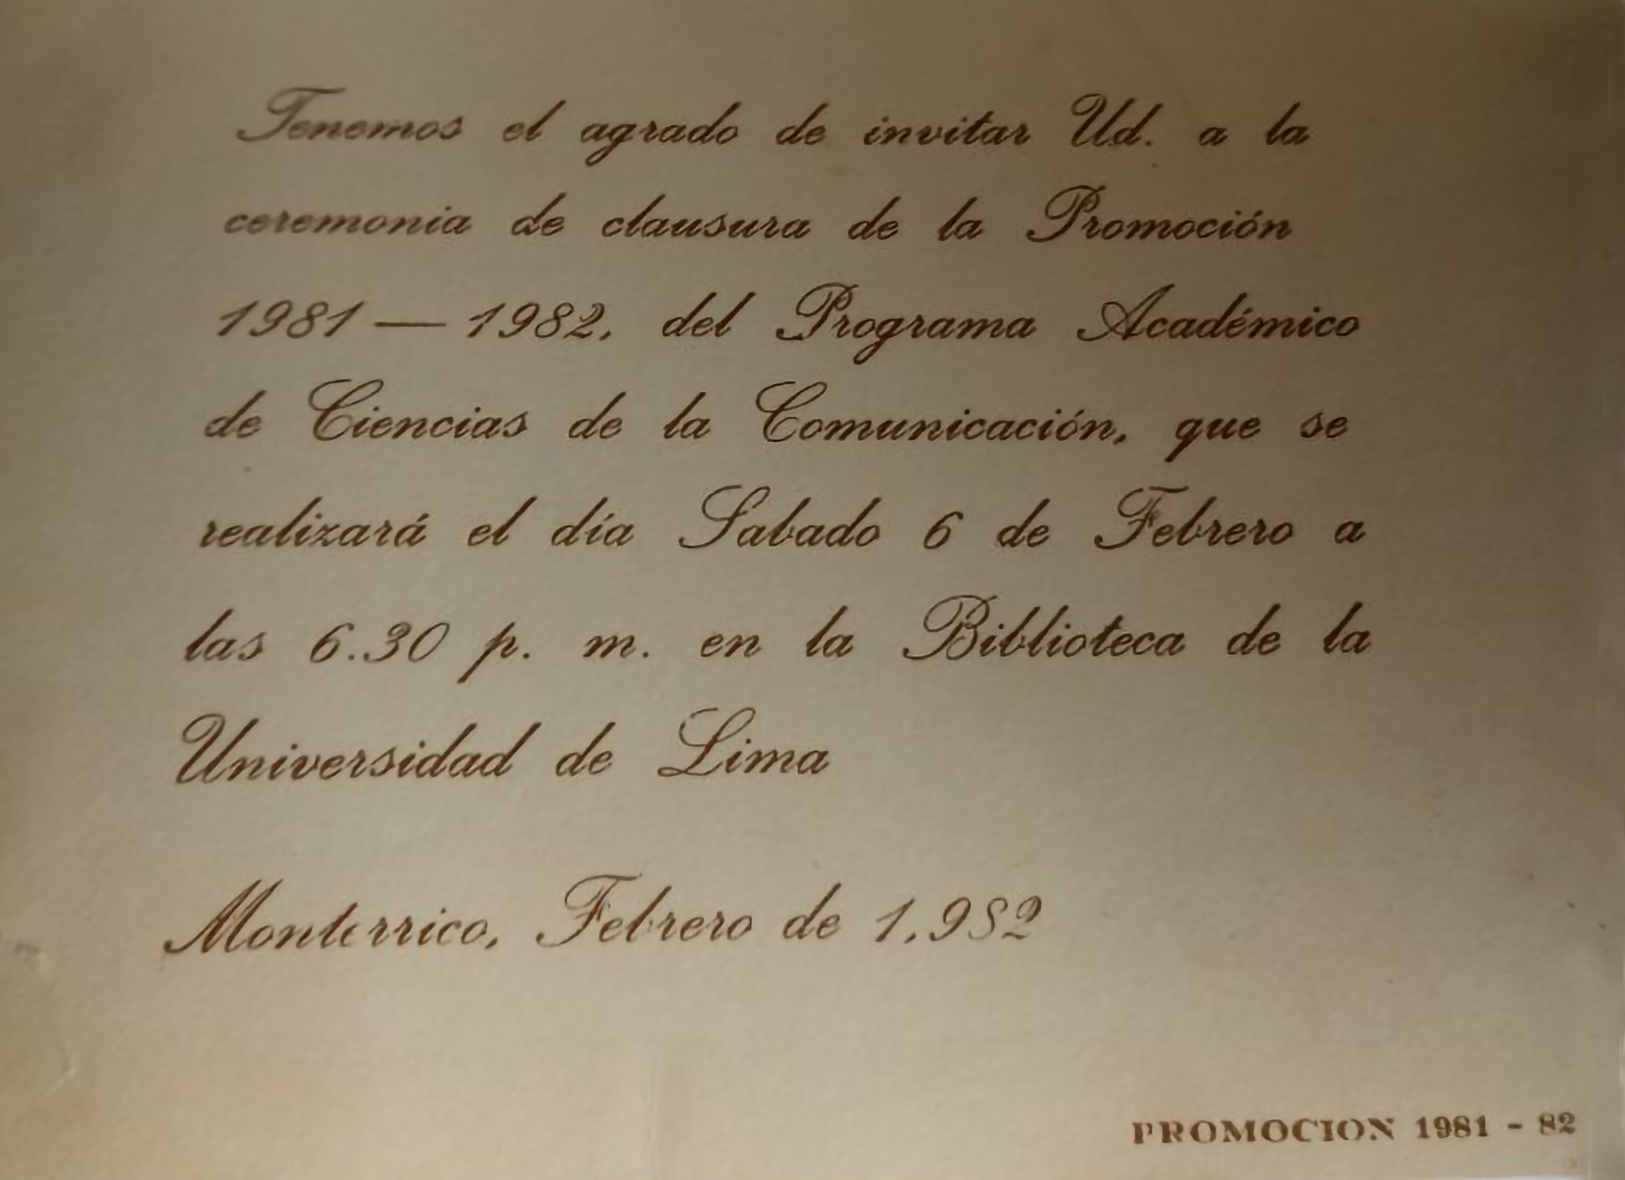 Tenemos el agrado de invitar Ud. a la
ceremonia de clausura de la Promoción
1981 — 1982, del Programa Académico
de Ciencias de la Comunicación, que se
realizará el día Sabado 6 de Febrero a
las 6.30 p. m. en la Biblioteca de la
Universidad de Lima
Monterrico, Febrero de 1,982
PROMOCION 1981 - 82